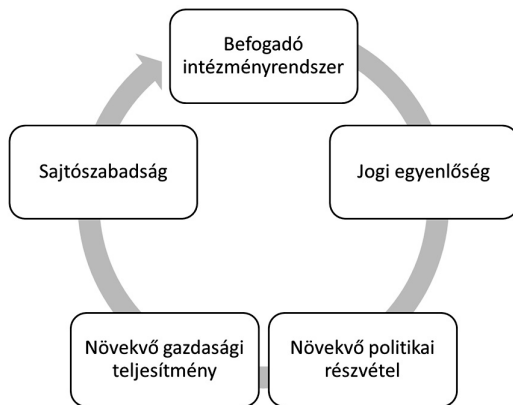 Befogadó
intézményrendszer
Jogi egyenlőség
Növekvő politikai
részvétel
Növekvő gazdasági
teljesítmény
Sajtószabadság